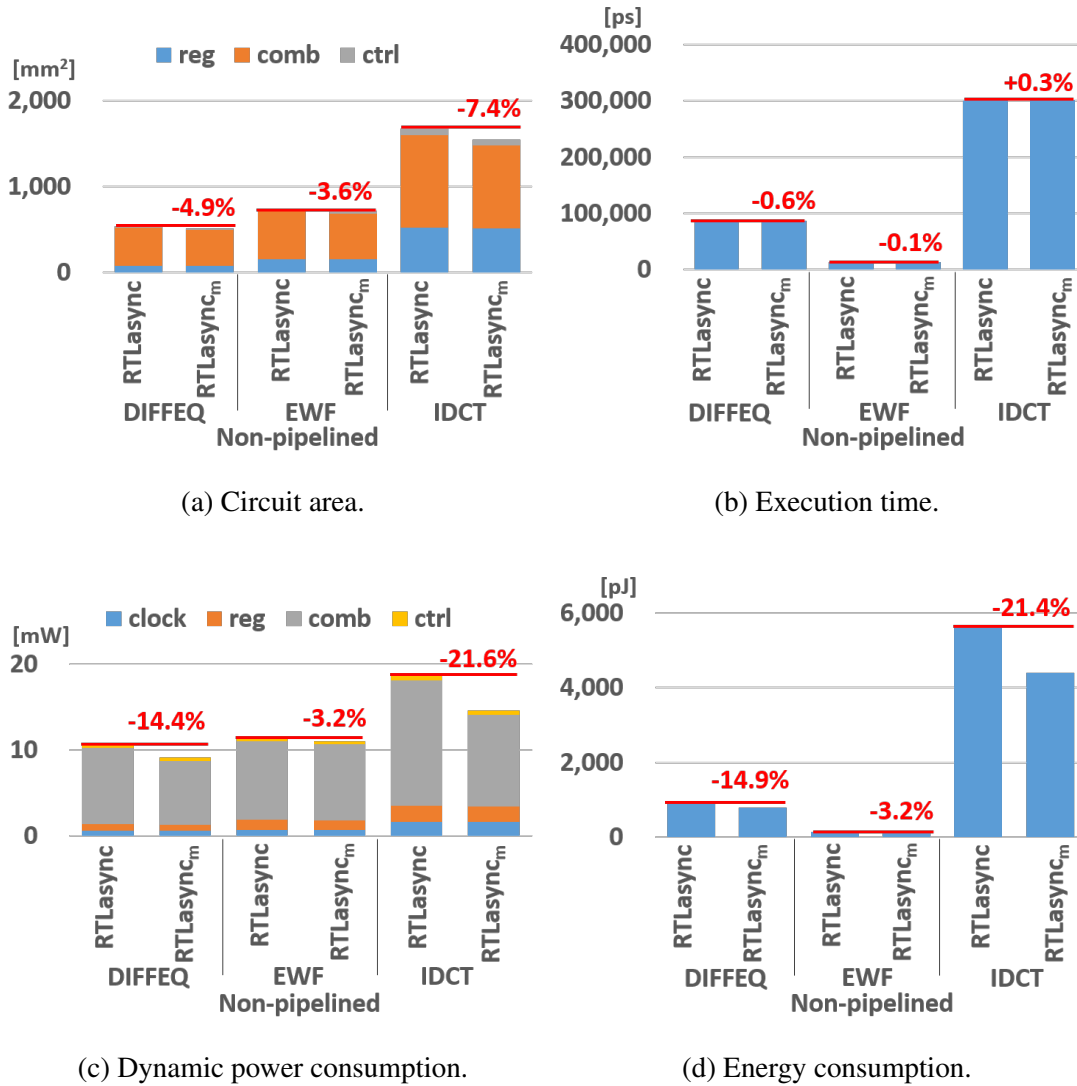 [mm²]
reg comb ctrl
2,000
1,000
0
-4.9%
-3.6%
-7.4%
RTLasync
RTLasyncm
RTLasync
RTLasyncm
RTLasync
RTLasyncm
DIFFEQ EWF IDCT
Non-pipelined
(a) Circuit area.
[ps]
400,000
300,000
200,000
100,000
0
-0.6%
-0.1%
+0.3%
RTLasync
RTLasyncm
RTLasync
RTLasyncm
RTLasync
RTLasyncm
DIFFEQ EWF IDCT
Non-pipelined
(b) Execution time.
clock reg comb ctrl
[mW]
20
10
0
-14.4%
-3.2%
-21.6%
RTLasync
RTLasyncm
RTLasync
RTLasyncm
RTLasync
RTLasyncm
DIFFEQ EWF IDCT
Non-pipelined
(c) Dynamic power consumption.
[pJ]
6,000
4,000
2,000
0
-14.9%
-3.2%
-21.4%
RTLasync
RTLasyncm
RTLasync
RTLasyncm
RTLasync
RTLasyncm
DIFFEQ EWF IDCT
Non-pipelined
(d) Energy consumption.